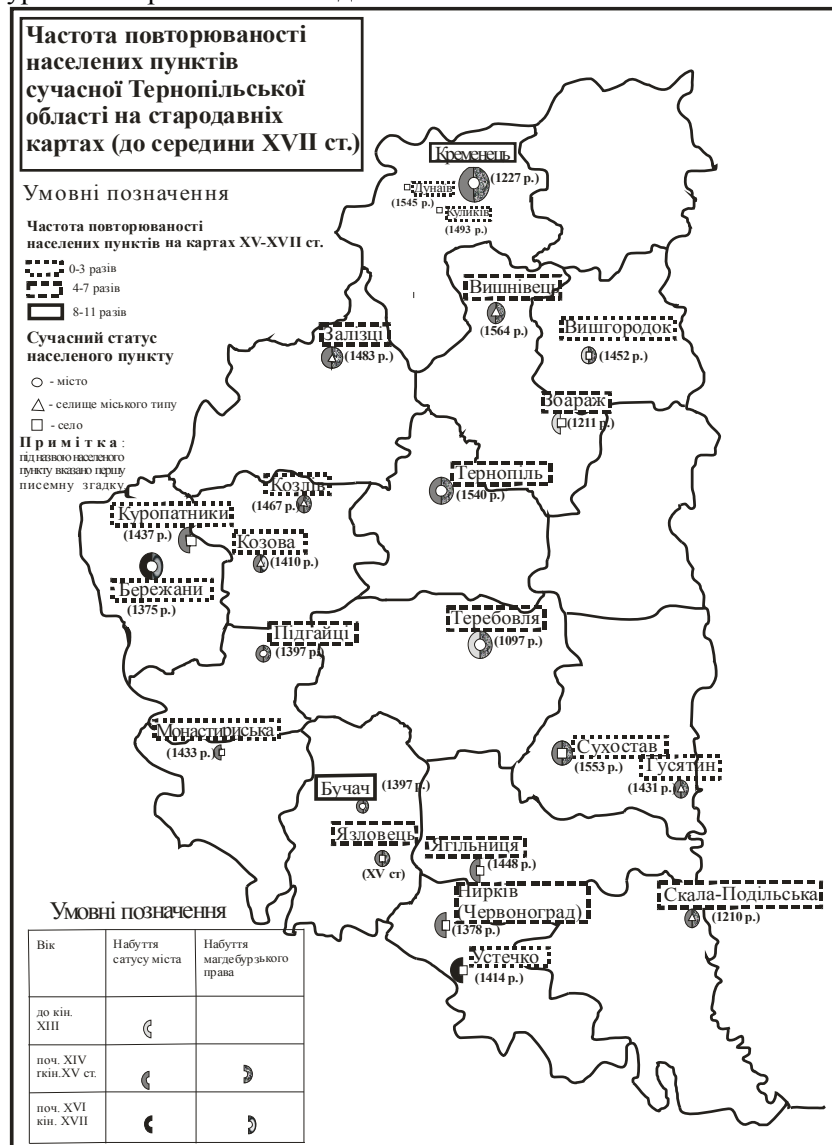 Частота повторюваності
населених пунктів
сучасної Тернопільської
області на стародавніх
картах (до середини XVII ст.)
Умовні позначення
Частота повторюваності
населених пунктів на картах XV-XVII ст.
0-3 разів
4-7 разів
8-11 разів
Сучасний статус
населеного пункту
- місто
- селище міського типу
- село
Примітка:
під назвою населеного
пункту вказано першу
писемну згадку
Кременець
(1227 р.)
Дунаїв
(1545 р.)
Куликів
(1493 р.)
Вишнівець
(1564 р.)
Вишгородок
(1452 р.)
Залізці
(1483 р.)
Збараж
(1211 р.)
Тернопіль
(1540 р.)
Козлів
(1467 р.)
Куропатники
(1437 р.)
Козова
(1410 р.)
Бережани
(1375 р.)
Підгайці
(1397 р.)
Теребовля
(1097 р.)
Монастириська
(1433 р.)
Сухостав
(1553 р.)
Гусятин
(1431 р.)
Бучач
(1397 р.)
Язловець
(XV ст)
Ягільниця
(1448 р.)
Нирків
(Червоноград)
(1378 р.)
Скала-Подільська
(1210 р.)
Устечко
(1414 р.)
Умовні позначення
Вік
Набуття
сатусу міста
Набуття
магдебурзького
права
до кін.
XIII
поч. XIV
гкін.XV ст.
поч. XVI
кін. XVII